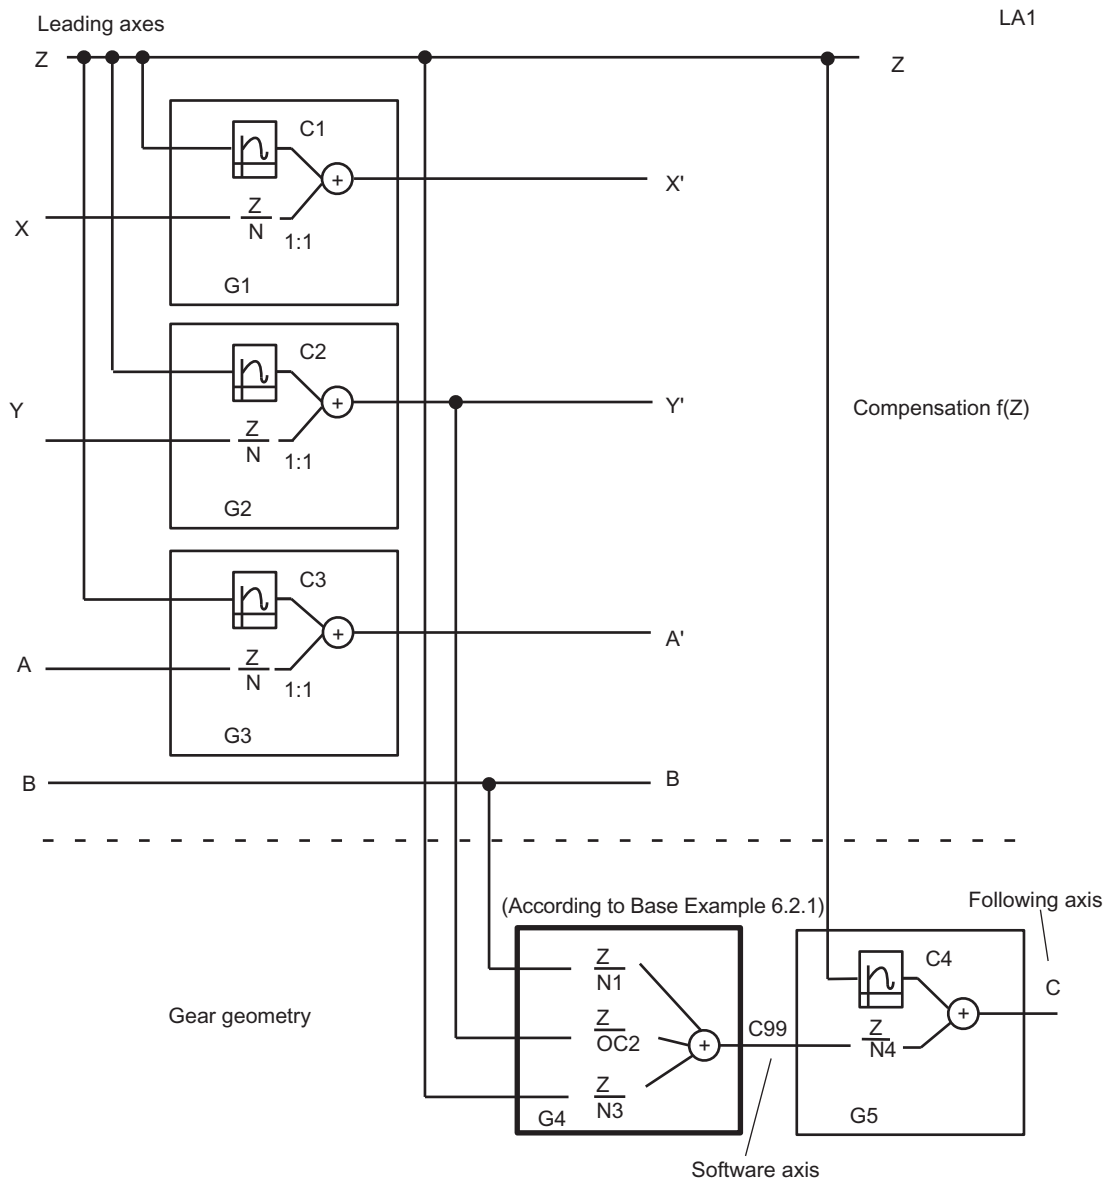 LA1
Leading axes
Z
Z
C1
X'
X
Z
N
1:1
G1
C2
Y
Y'
Compensation f(Z)
Z
N
1:1
G2
C3
A'
A
Z
N
1:1
G3
B
B
(According to Base Example 6.2.1)
Following axis
Z
N1
C4
C
Gear geometry
Z
OC2
C99
Z
N4
Z
N3
G4
G5
Software axis